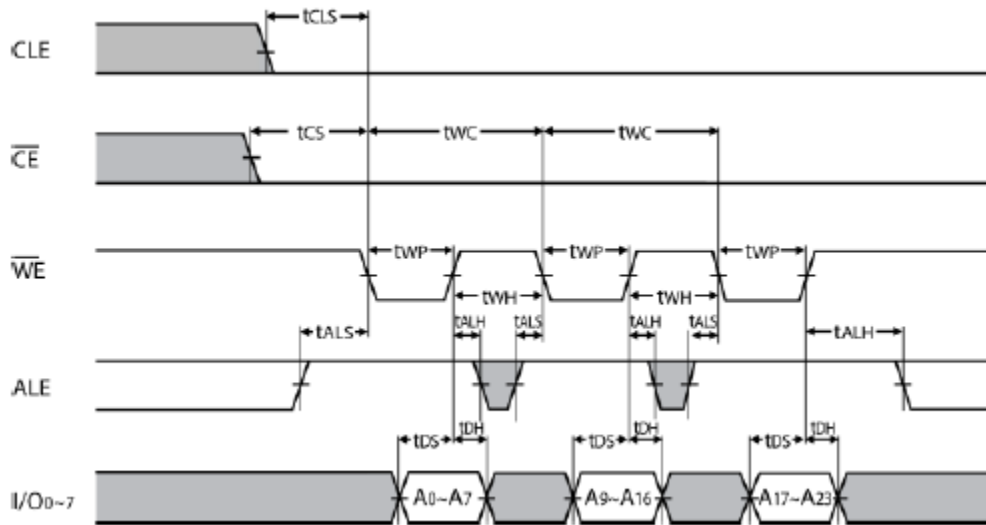 tCLS
CLE
tCS tWC tWC
CE
tWP tWP tWP
WE
tWH tWH
tALS tALH tALS tALH tALS tALH
ALE
tDS tDH tDS tDH tDS tDH
I/O0~7 A0~A7 A9~A16 A17~A23